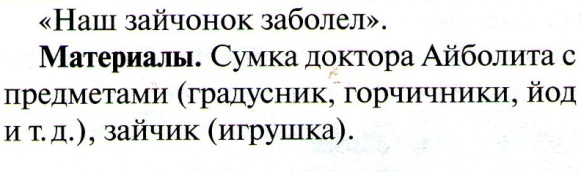 «Наш зайчонок заболел».
Материалы. Сумка доктора Айболита с
предметами (градусник, горчичники, йод
и т. д.), зайчик (игрушка).